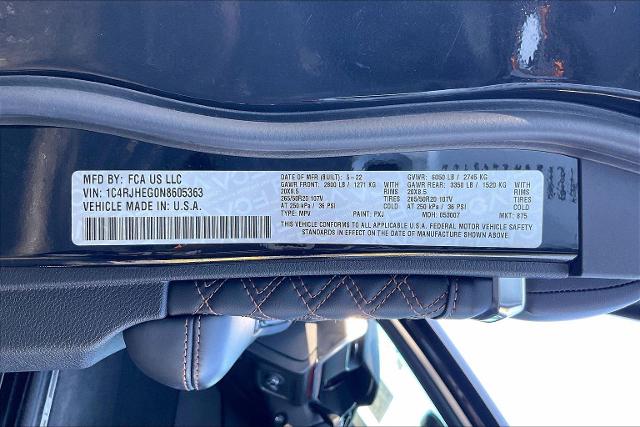 MFD BY: FCA US LLC
VIN: 1C4RJHEG0N8605363
VEHICLE MADE IN: U.S.A.
DATE OF MFR (BUILT): 5-22 GVWR: 6050 LB / 2745 KG
GAWR FRONT: 2800 LB / 1271 KG WITH GAWR REAR: 3350 LB / 1520 KG WITH
20X8.5 RIMS 20X8.5 RIMS
265/50R20 107V TIRES 265/50R20 107V TIRES
AT 250 kPa / 36 PSI COLD AT 250 kPa / 36 PSI COLD
TYPE: MPV PAINT: PXJ MDH: 053007 MKT: 875
THIS VEHICLE CONFORMS TO ALL APPLICABLE U.S.A. FEDERAL MOTOR VEHICLE SAFETY
STANDARDS IN EFFECT ON THE DATE OF MANUFACTURE SHOWN ABOVE.